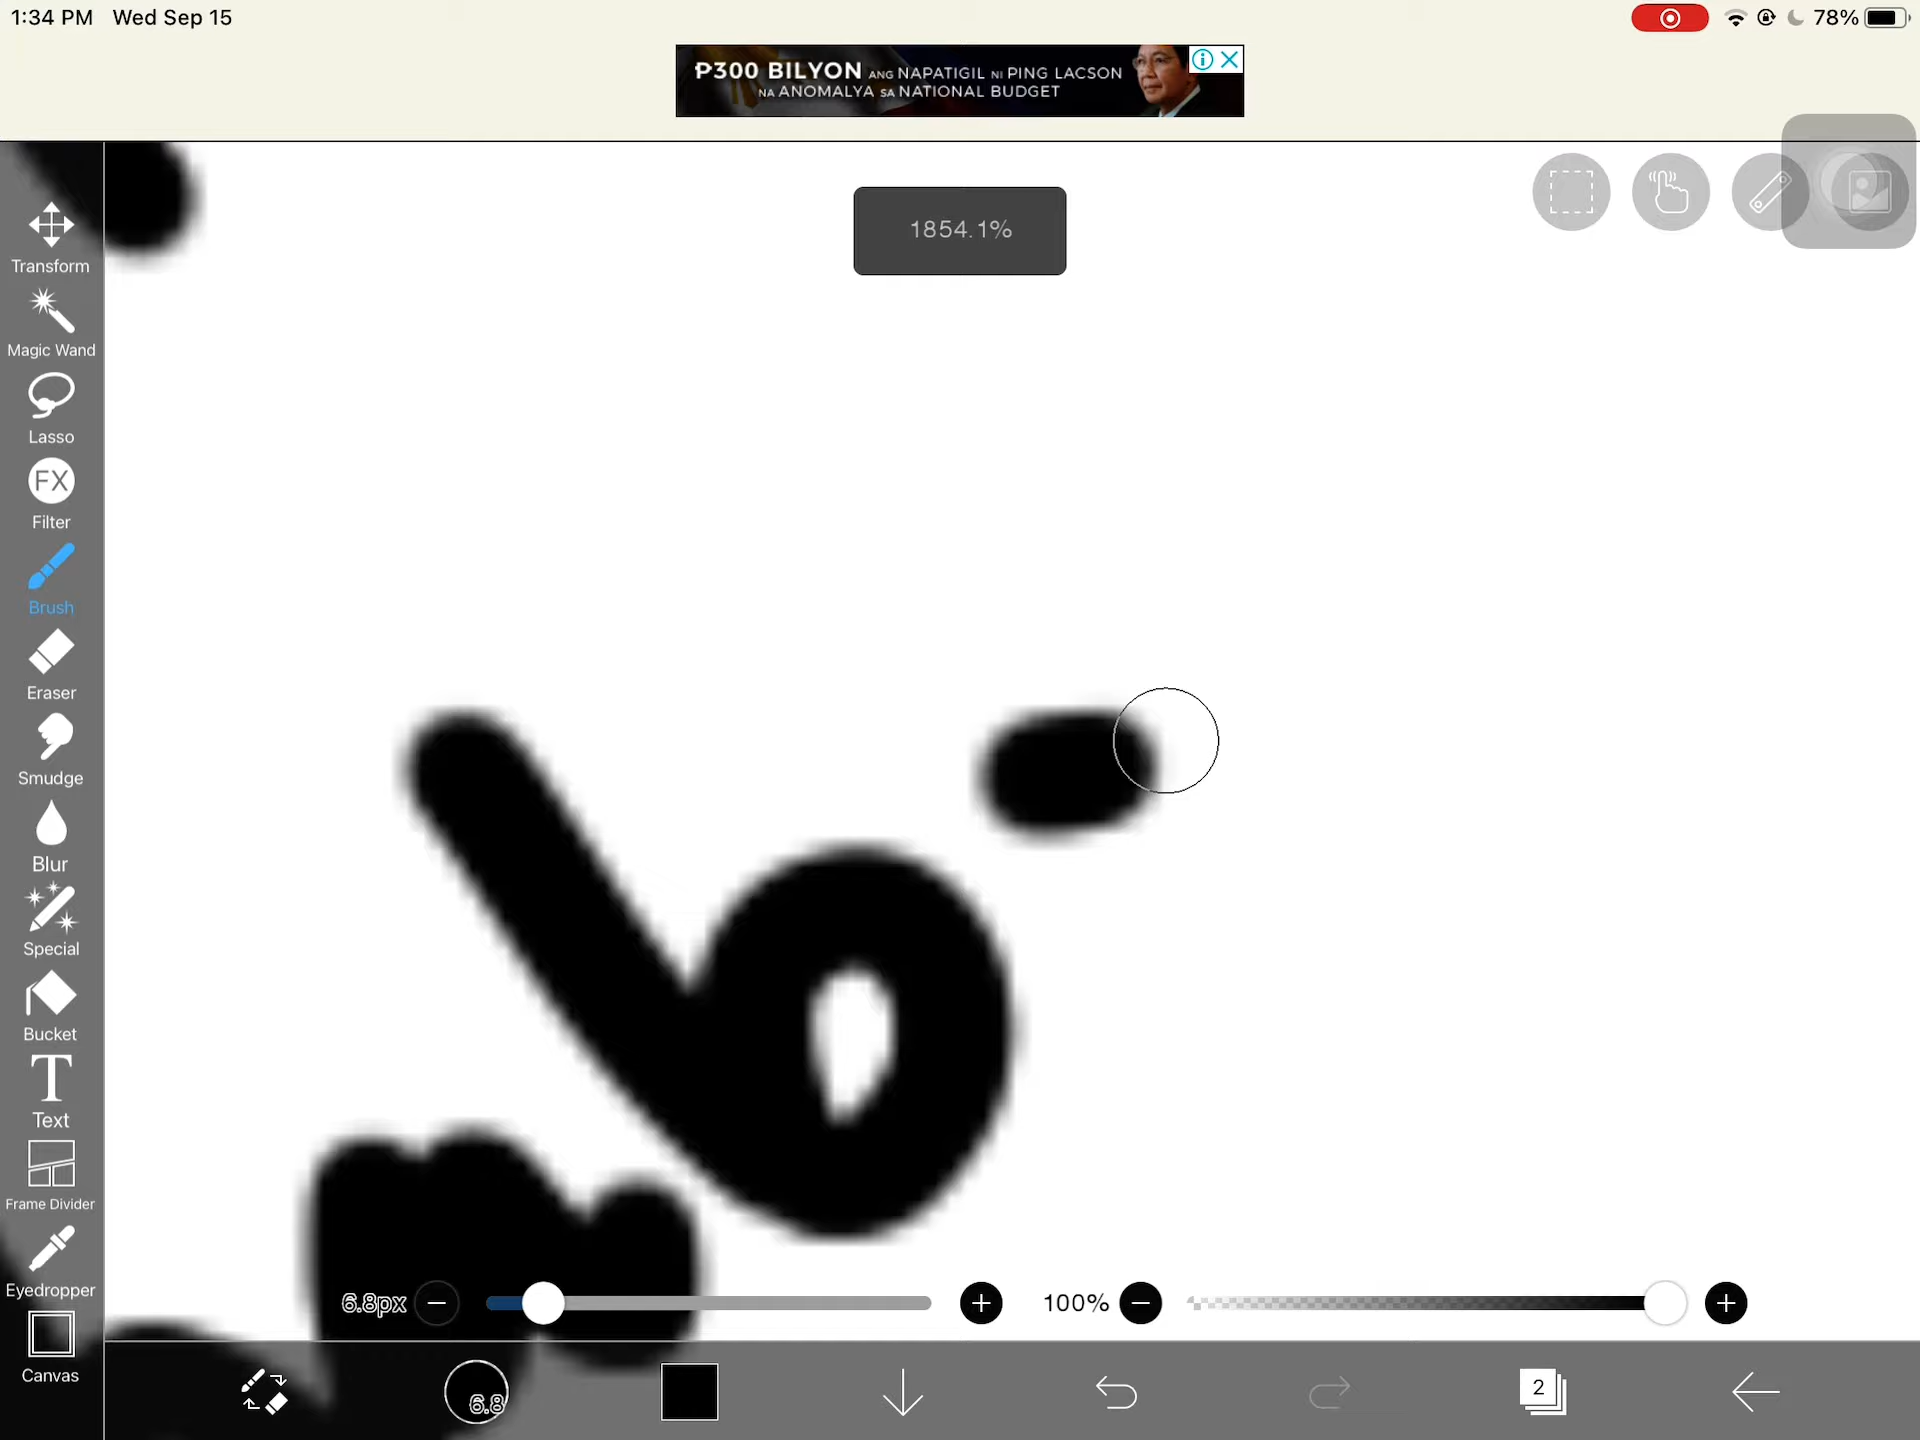 1:34 PM Wed Sep 15
78%
₱300 BILYON ANG NAPATIGIL NI PING LACSON
NA ANOMALYA SA NATIONAL BUDGET
1854.1%
Transform
Magic Wand
Lasso
FX
Filter
Brush
Eraser
Smudge
Blur
Special
Bucket
T
Text
Frame Divider
Eyedropper
Canvas
6.8px
100%
6.8
2